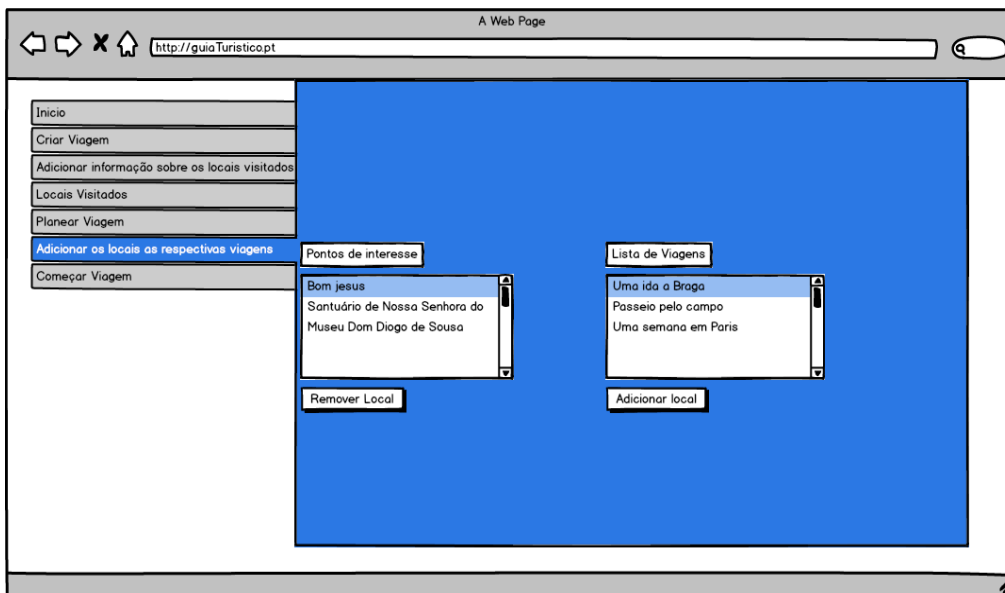 A Web Page
http://guiaTuristico.pt
Inicio
Criar Viagem
Adicionar informação sobre os locais visitados
Locais Visitados
Planear Viagem
Adicionar os locais as respectivas viagens
Começar Viagem
Pontos de interesse
Bom jesus
Santuário de Nossa Senhora do
Museu Dom Diogo de Sousa
Remover Local
Lista de Viagens
Uma ida a Braga
Passeio pelo campo
Uma semana em Paris
Adicionar local